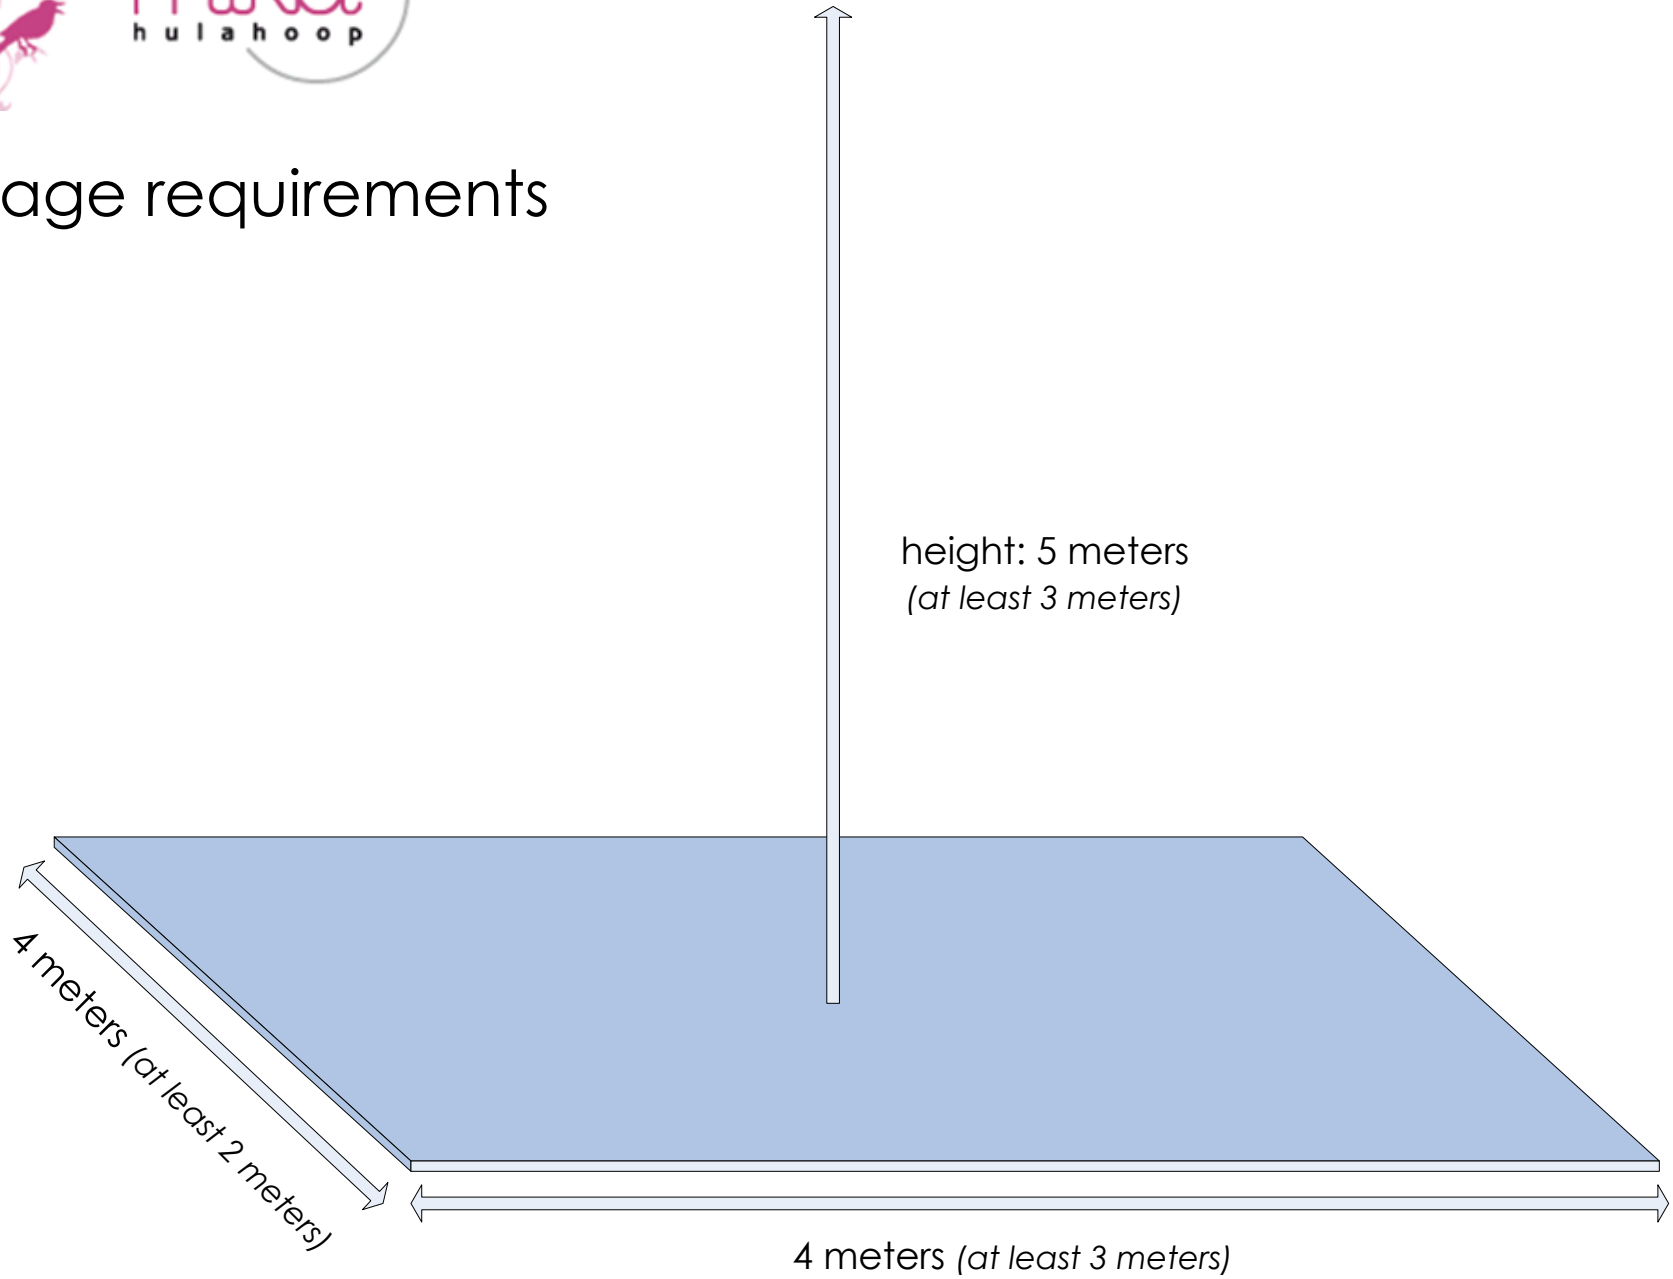 hulahoop
age requirements
height: 5 meters
(at least 3 meters)
4 meters (at least 2 meters)
4 meters (at least 3 meters)